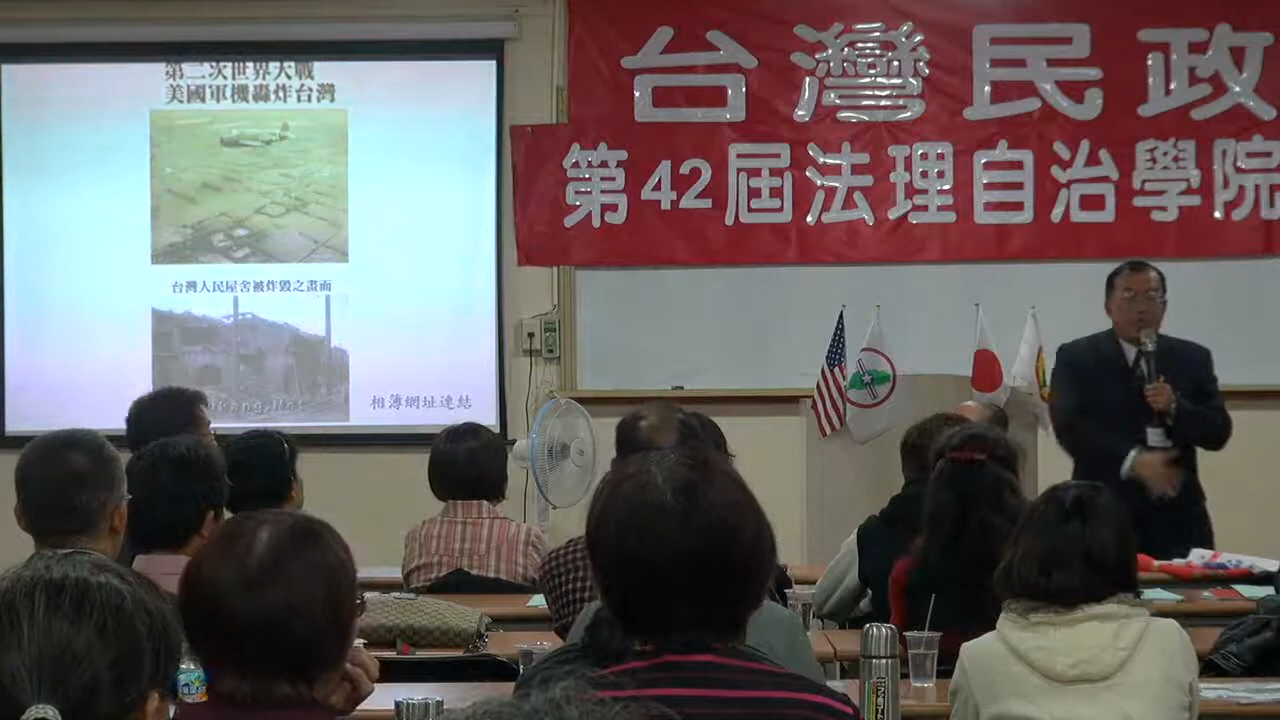 第二次世界大戰
美國軍機轟炸台灣
台灣人民屋舍被炸毀之畫面
相薄網址連結
台灣民政
第42屆法理自治學院